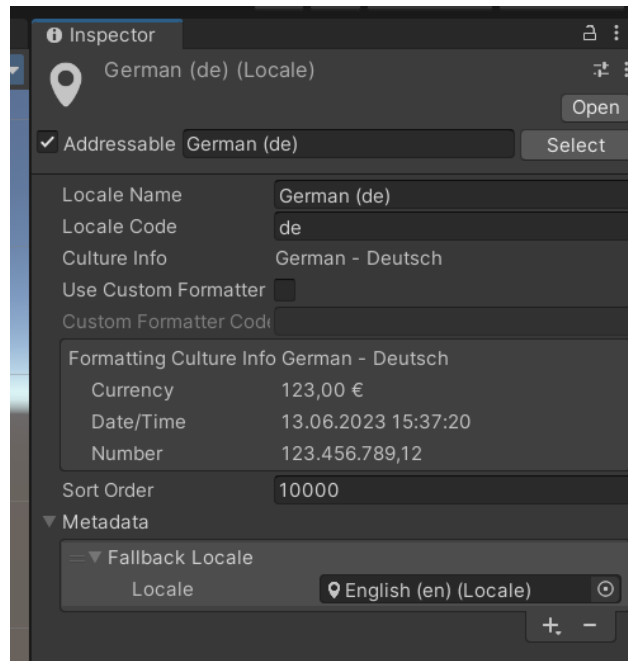 Inspector
German (de) (Locale)
Open
Addressable German (de) Select
Locale Name German (de)
Locale Code de
Culture Info German - Deutsch
Use Custom Formatter
Custom Formatter
Formatting Culture Info German - Deutsch
Currency 123,00 €
Date/Time 13.06.2023 15:37:20
Number 123.456.789,12
Sort Order 10000
Metadata
Fallback Locale
Locale English (en) (Locale)